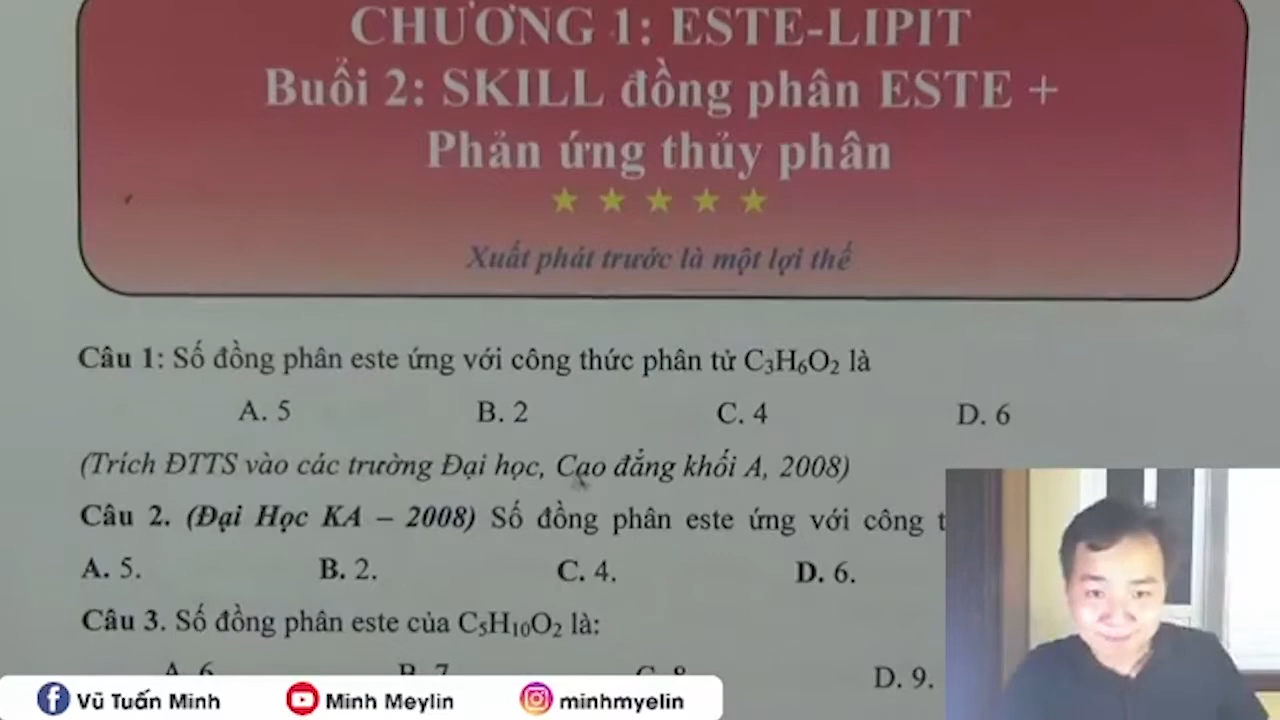 CHƯƠNG 1: ESTE-LIPIT
Buổi 2: SKILL đồng phân ESTE +
Phản ứng thủy phân
Xuất phát trước là một lợi thế
Câu 1: Số đồng phân este ứng với công thức phân tử C₃H₆O₂ là
A. 5 B. 2 C. 4 D. 6
(Trích ĐTTS vào các trường Đại học, Cạo đẳng khối A, 2008)
Câu 2. (Đại Học KA – 2008) Số đồng phân este ứng với công t
A. 5. B. 2. C. 4. D. 6.
Câu 3. Số đồng phân este của C₅H₁₀O₂ là:
D. 9.
Vũ Tuấn Minh Minh Meylin minhmyelin